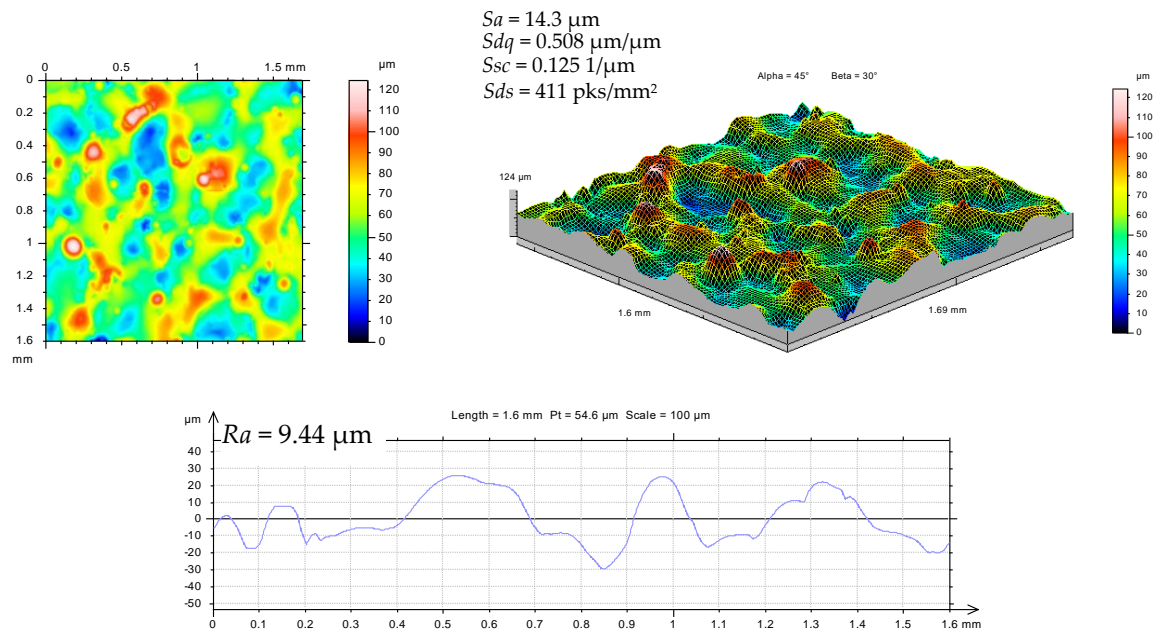 Sa = 14.3 µm
Sdq = 0.508 µm/µm
Ssc = 0.125 1/µm
Sds = 411 pks/mm²
0 0.5 1 1.5 mm
0
0.2
0.4
0.6
0.8
1
1.2
1.4
1.6
mm
µm
120
110
100
90
80
70
60
50
40
30
20
10
0
Alpha = 45° Beta = 30°
124 µm
1.6 mm
1.69 mm
µm
120
110
100
90
80
70
60
50
40
30
20
10
0
Length = 1.6 mm Pt = 54.6 µm Scale = 100 µm
µm
Ra = 9.44 µm
40
30
20
10
0
-10
-20
-30
-40
-50
0 0.1 0.2 0.3 0.4 0.5 0.6 0.7 0.8 0.9 1 1.1 1.2 1.3 1.4 1.5 1.6 mm